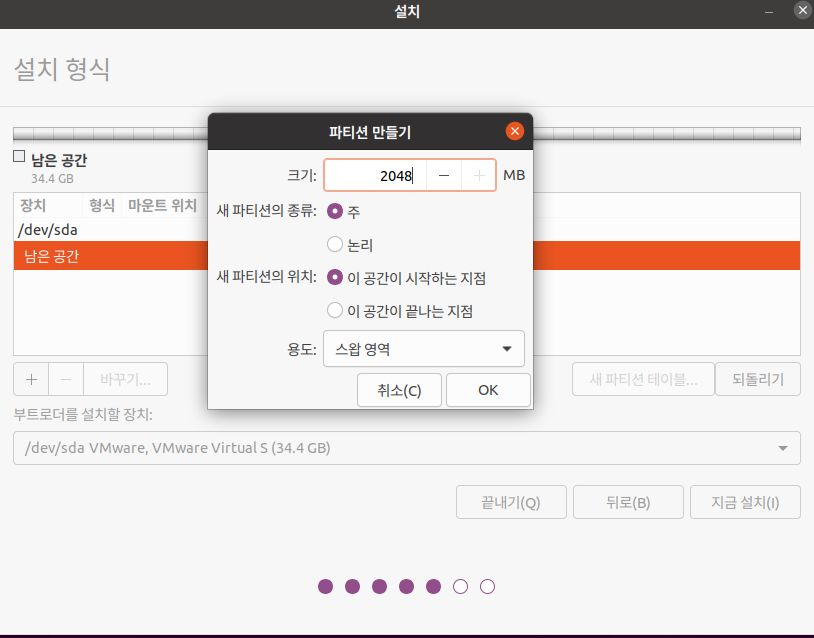 설치
설치 형식
파티션 만들기
크기: 2048 MB
새 파티션의 종류: 주
논리
새 파티션의 위치: 이 공간이 시작하는 지점
이 공간이 끝나는 지점
용도: 스왑 영역
취소(C) OK
남은 공간
34.4 GB
장치 형식 마운트 위치
/dev/sda
남은 공간
바꾸기... 새 파티션 테이블... 되돌리기
부트로더를 설치할 장치:
/dev/sda VMware, VMware Virtual S (34.4 GB)
끝내기(Q) 뒤로(B) 지금 설치(I)